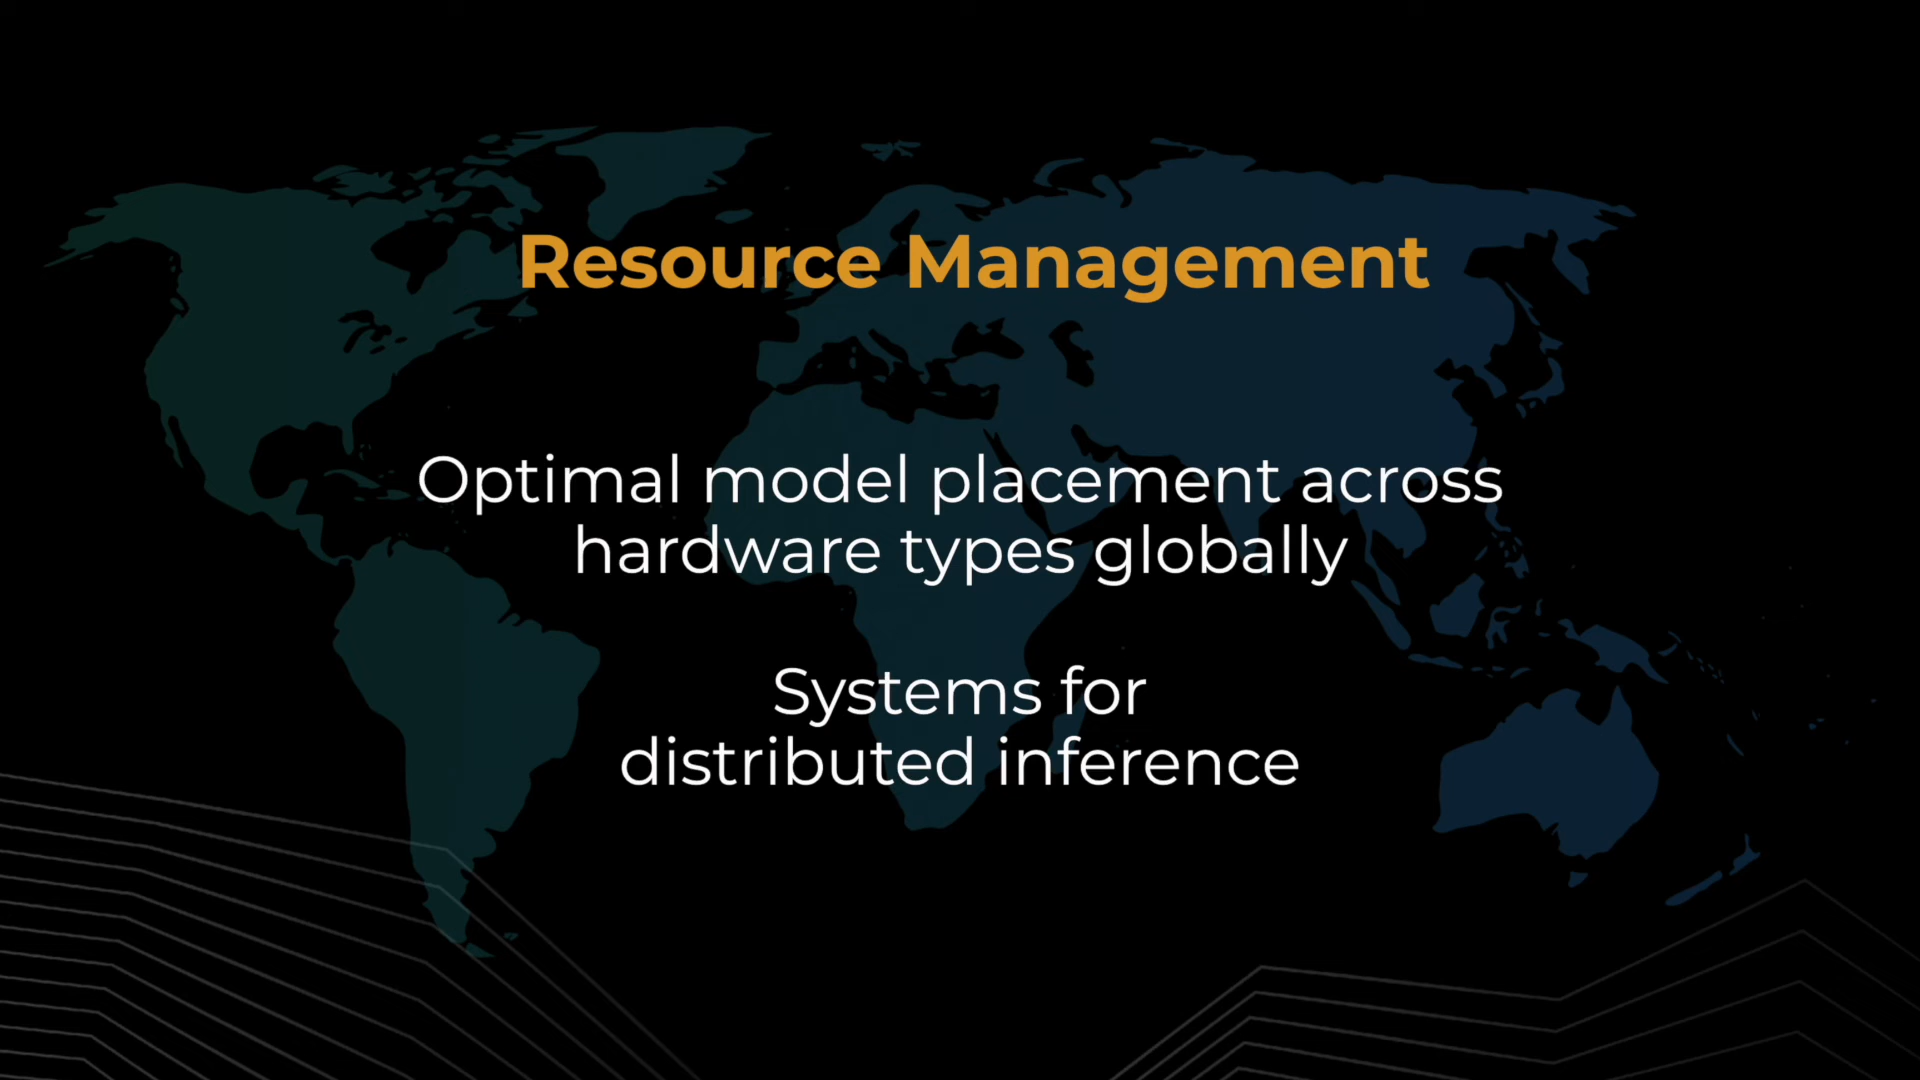 Resource Management
Optimal model placement across
hardware types globally
Systems for
distributed inference